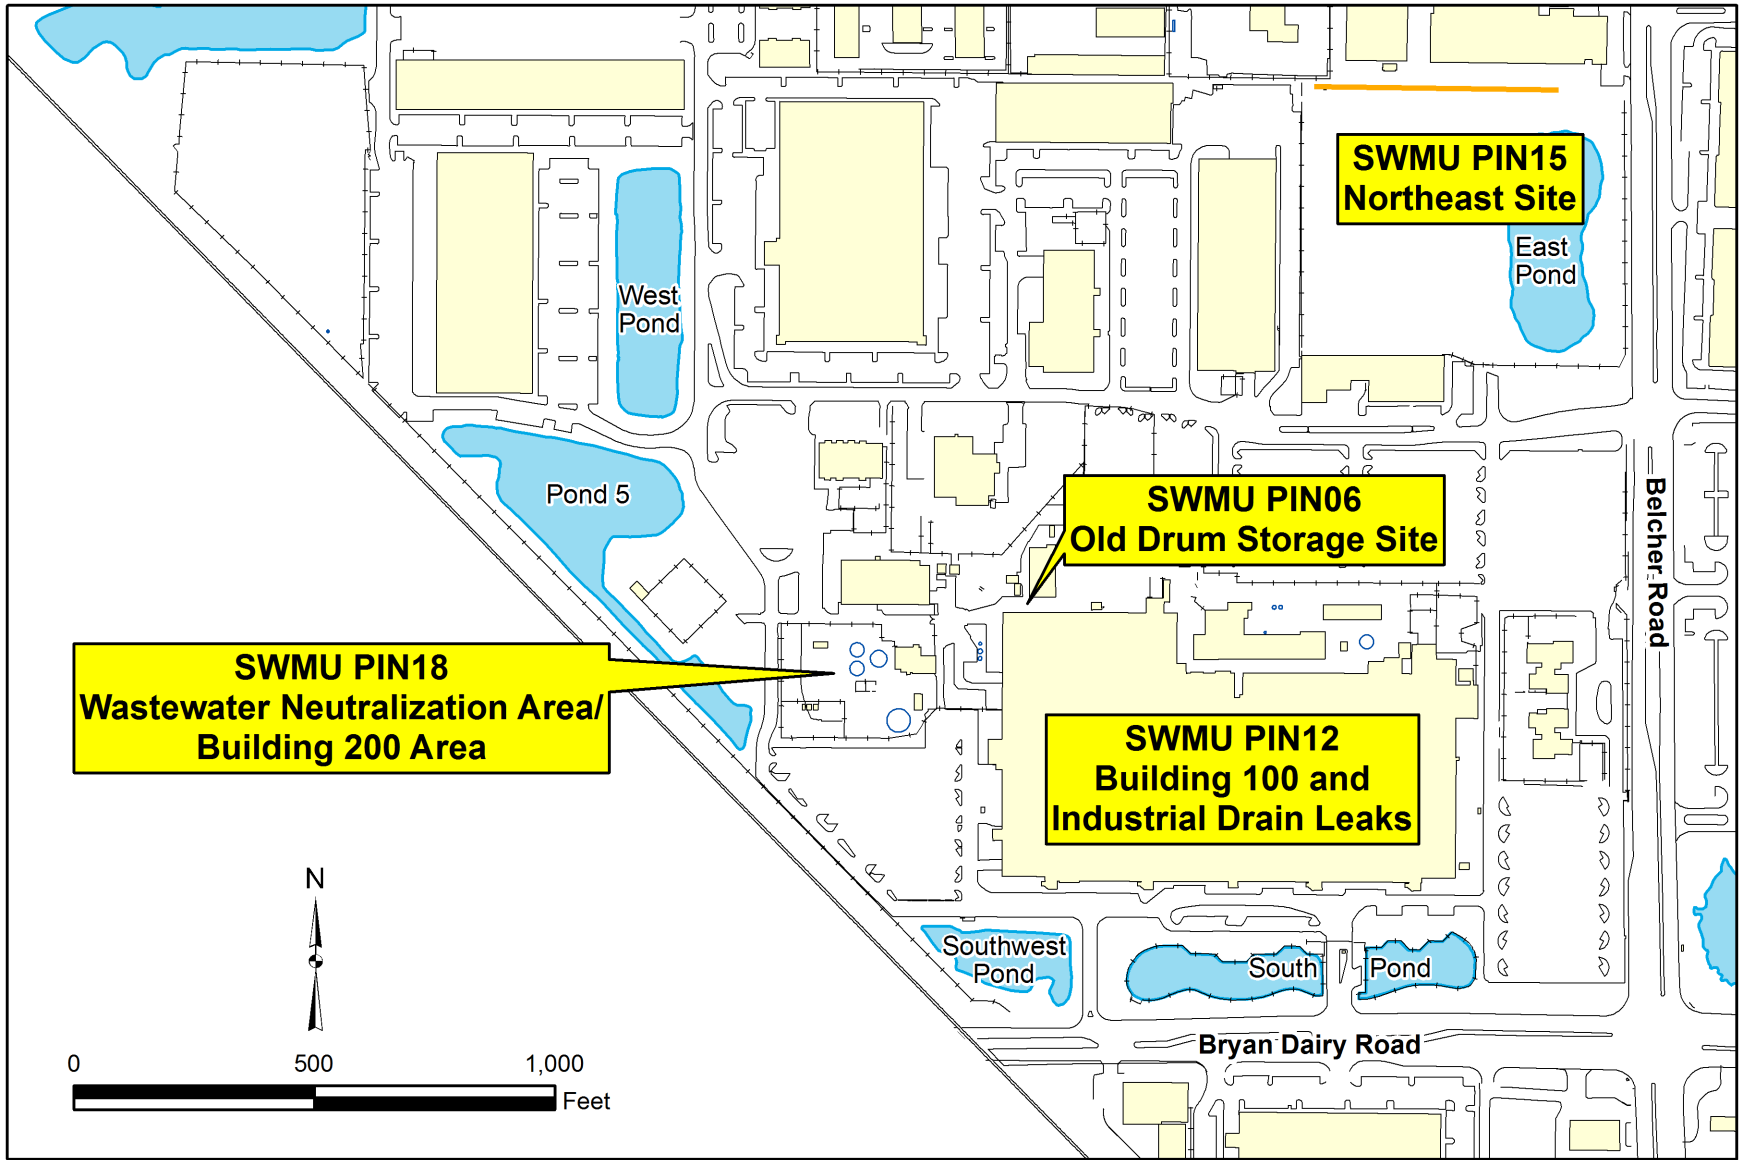 SWMU PIN15
Northeast Site
East
Pond
West
Pond
Pond 5
SWMU PIN06
Old Drum Storage Site
Belcher Road
SWMU PIN18
Wastewater Neutralization Area/
Building 200 Area
SWMU PIN12
Building 100 and
Industrial Drain Leaks
N
Southwest
Pond
South Pond
Bryan Dairy Road
0 500 1,000
Feet